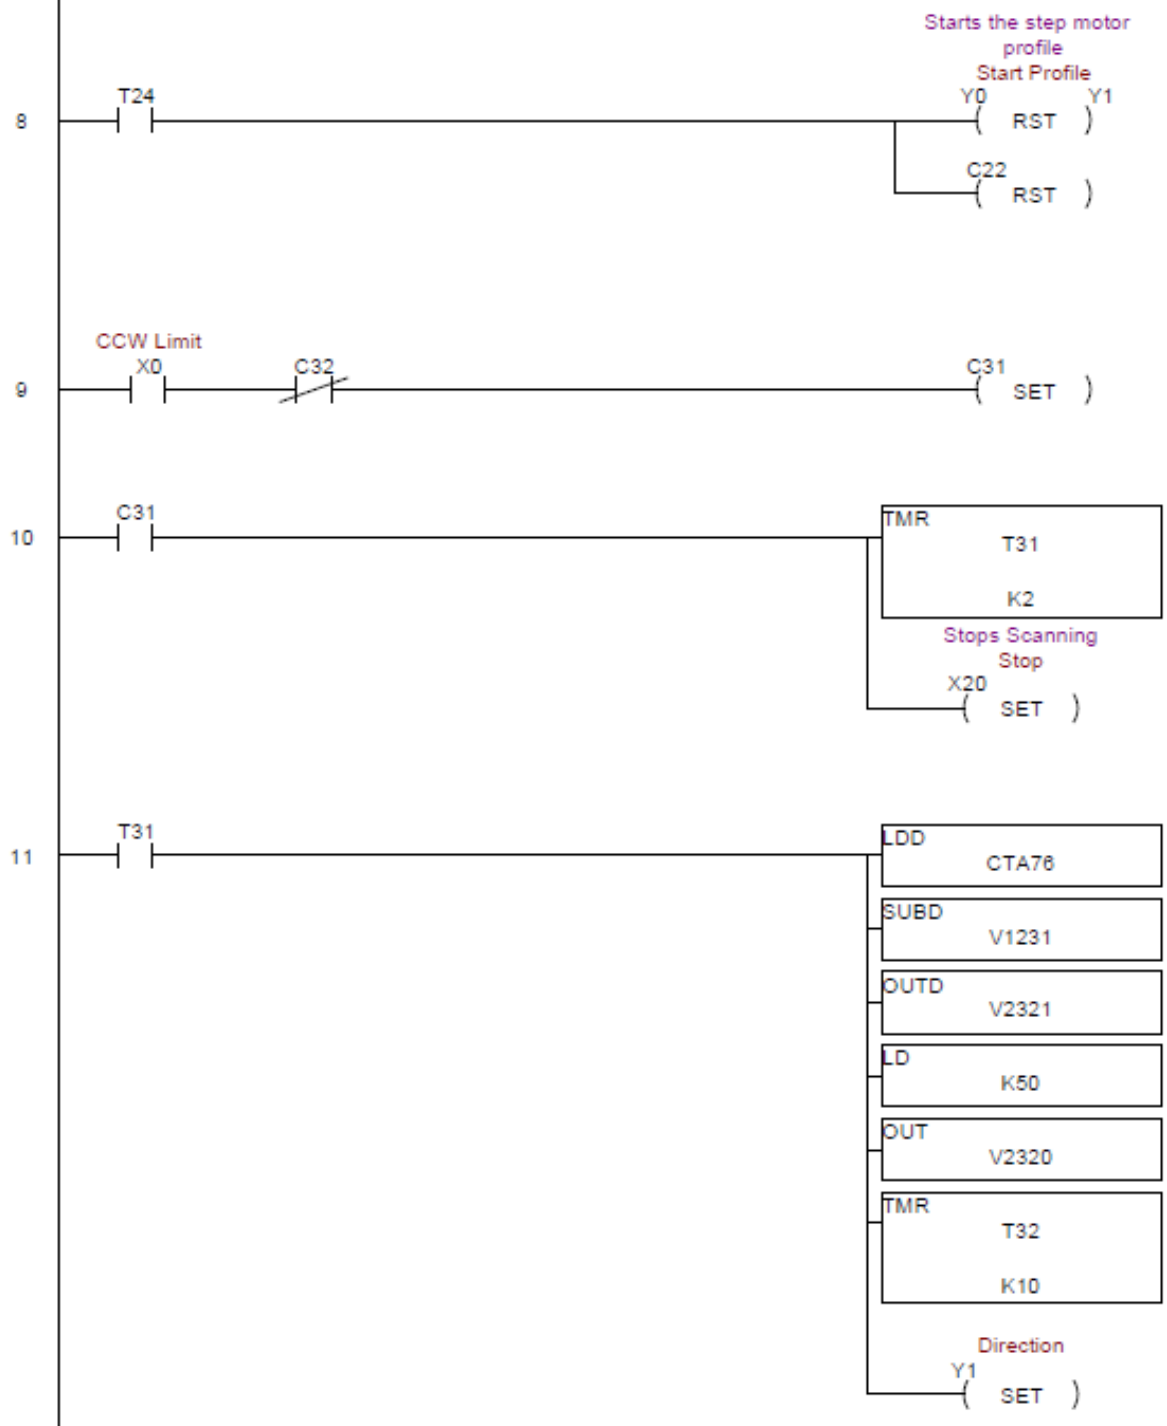 Starts the step motor
profile
Start Profile
T24
Y0 Y1
8
RST
C22
RST
CCW Limit
X0 C32 C31
9
SET
C31
10
TMR
T31
K2
Stops Scanning
Stop
X20
SET
T31
11
LDD
CTA76
SUBD
V1231
OUTD
V2321
LD
K50
OUT
V2320
TMR
T32
K10
Direction
Y1
SET